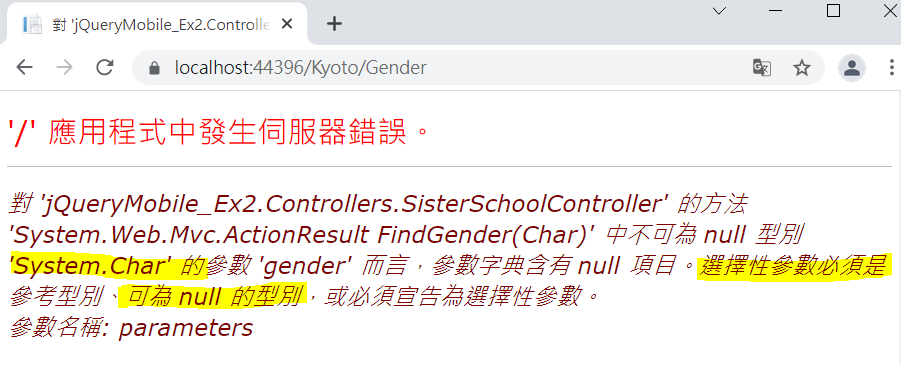 對 'jQueryMobile_Ex2.Controlle
localhost:44396/Kyoto/Gender
'/' 應用程式中發生伺服器錯誤。
對 'jQueryMobile_Ex2.Controllers.SisterSchoolController' 的方法
'System.Web.Mvc.ActionResult FindGender(Char)' 中不可為 null 型別
'System.Char' 的參數 'gender' 而言，參數字典含有 null 項目。選擇性參數必須是
參考型別、可為 null 的型別，或必須宣告為選擇性參數。
參數名稱: parameters